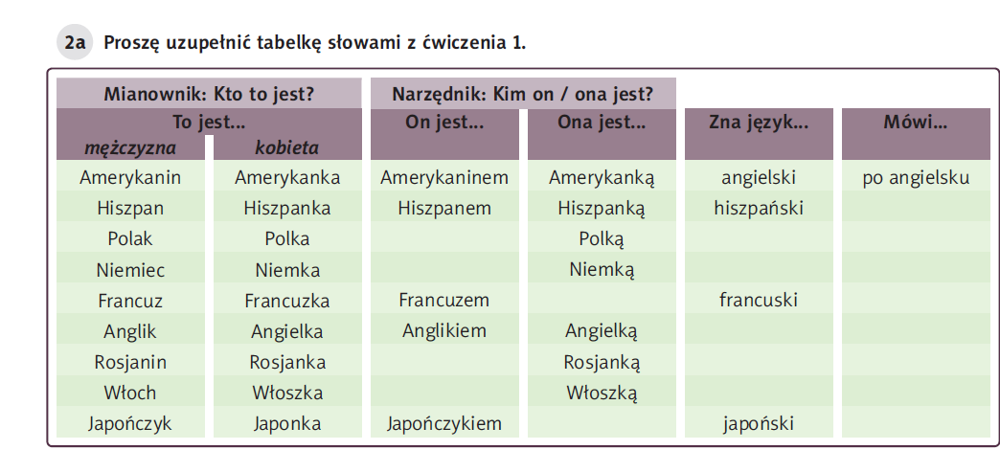 2a Proszę uzupełnić tabelkę słowami z ćwiczenia 1.
Mianownik: Kto to jest? Narzędnik: Kim on / ona jest?
To jest... On jest... Ona jest... Zna język... Mówi...
mężczyzna kobieta
Amerykanin Amerykanka Amerykaninem Amerykanką angielski po angielsku
Hiszpan Hiszpanka Hiszpanem Hiszpanką hiszpański
Polak Polka Polką
Niemiec Niemka Niemką
Francuz Francuzka Francuzem francuski
Anglik Angielka Anglikiem Angielką
Rosjanin Rosjanka Rosjanką
Włoch Włoszka Włoszką
Japończyk Japonka Japończykiem japoński